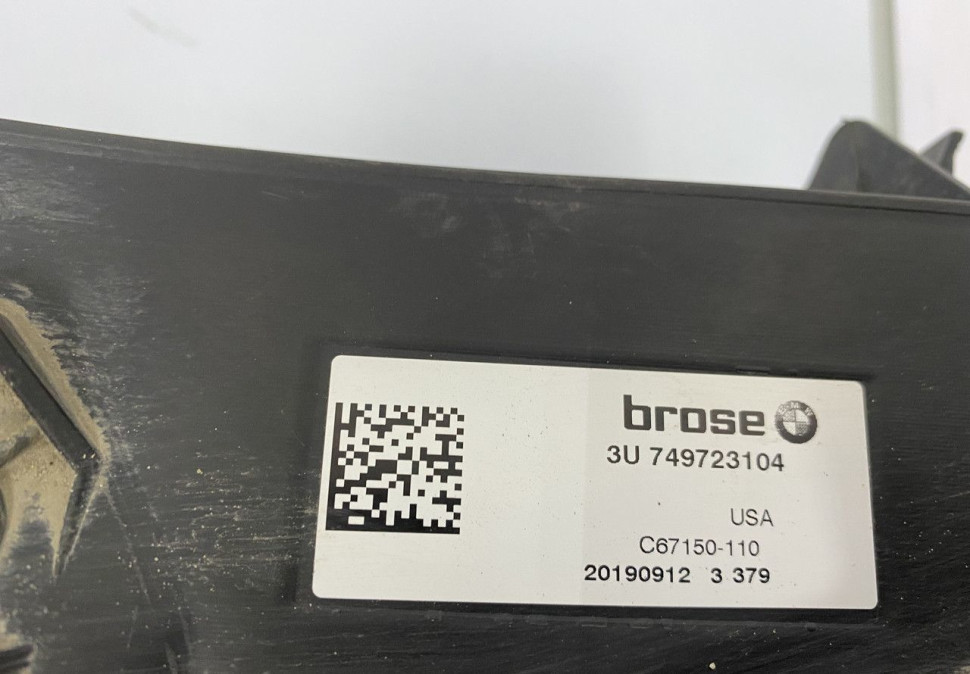 brose
3U 749723104
USA
C67150-110
20190912 3 379